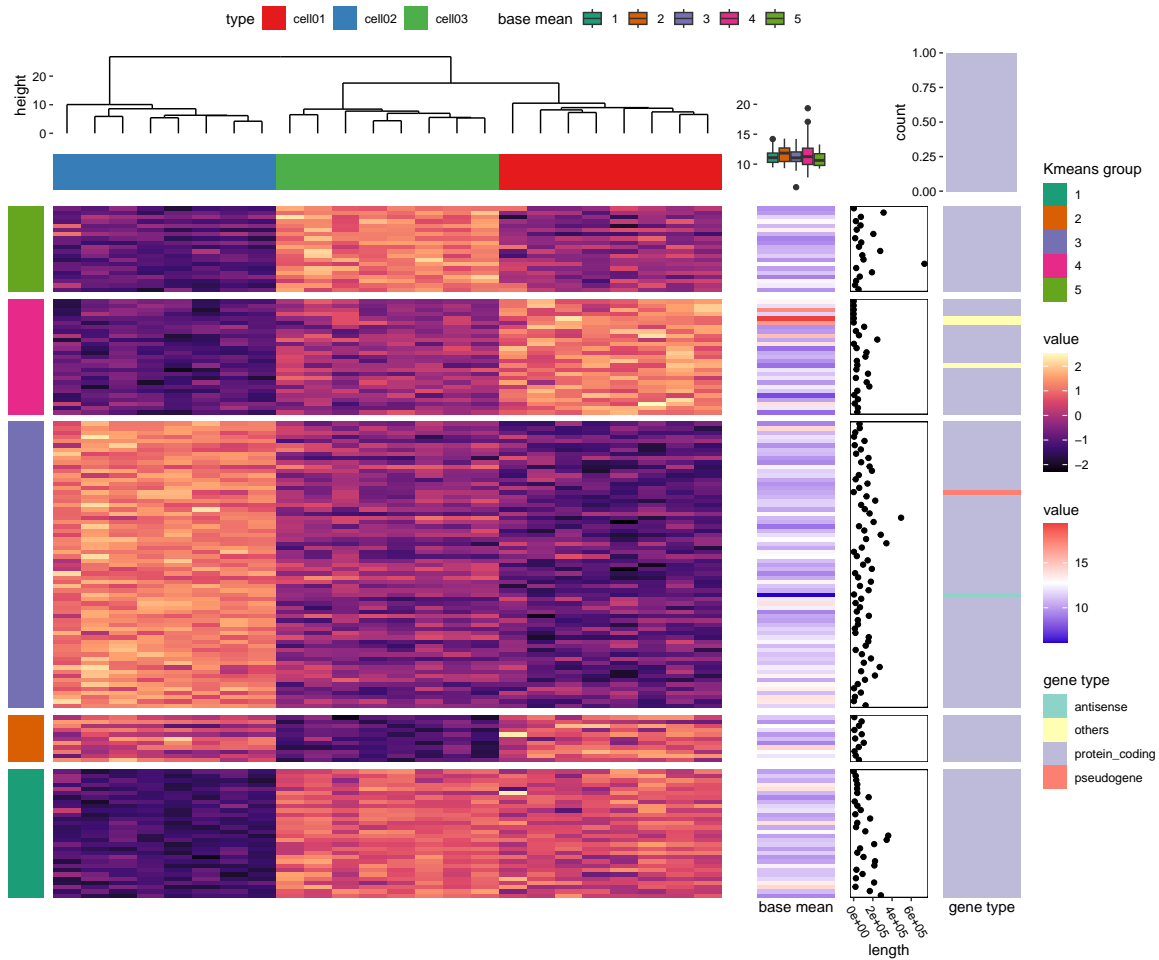 type cell01 cell02 cell03 base mean 1 2 3 4 5
height
20
10
0
20
15
10
count
1.00
0.75
0.50
0.25
0.00
Kmeans group
1
2
3
4
5
value
2
1
0
−1
−2
value
15
10
gene type
antisense
others
protein_coding
pseudogene
base mean
0e+00
2e+05
4e+05
6e+05
length
gene type